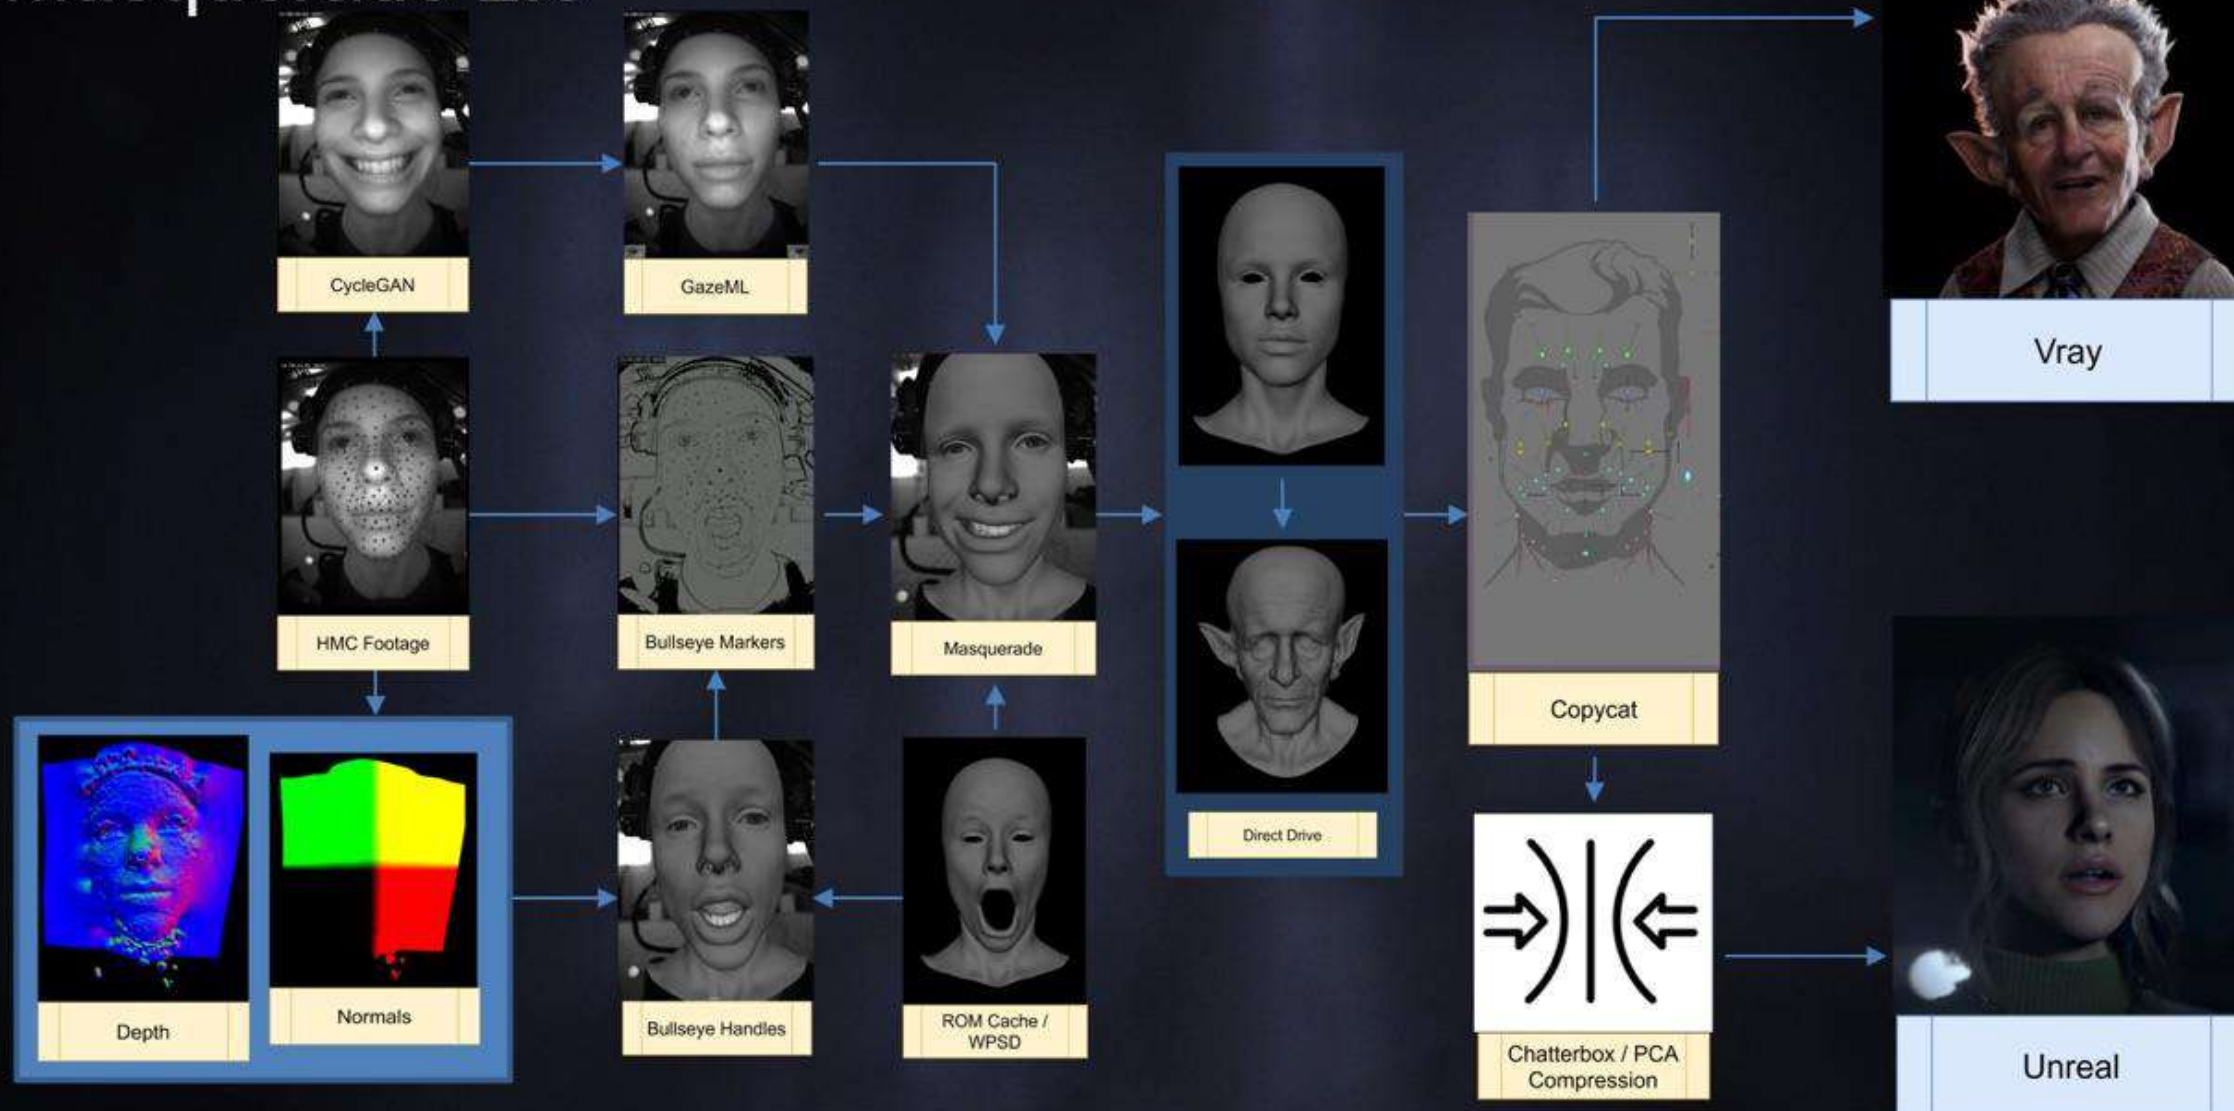 CycleGAN
GazeML
Vray
HMC Footage
Bullseye Markers
Masquerade
Copycat
Direct Drive
Depth
Normals
Bullseye Handles
ROM Cache /
WPSD
Chatterbox / PCA
Compression
Unreal